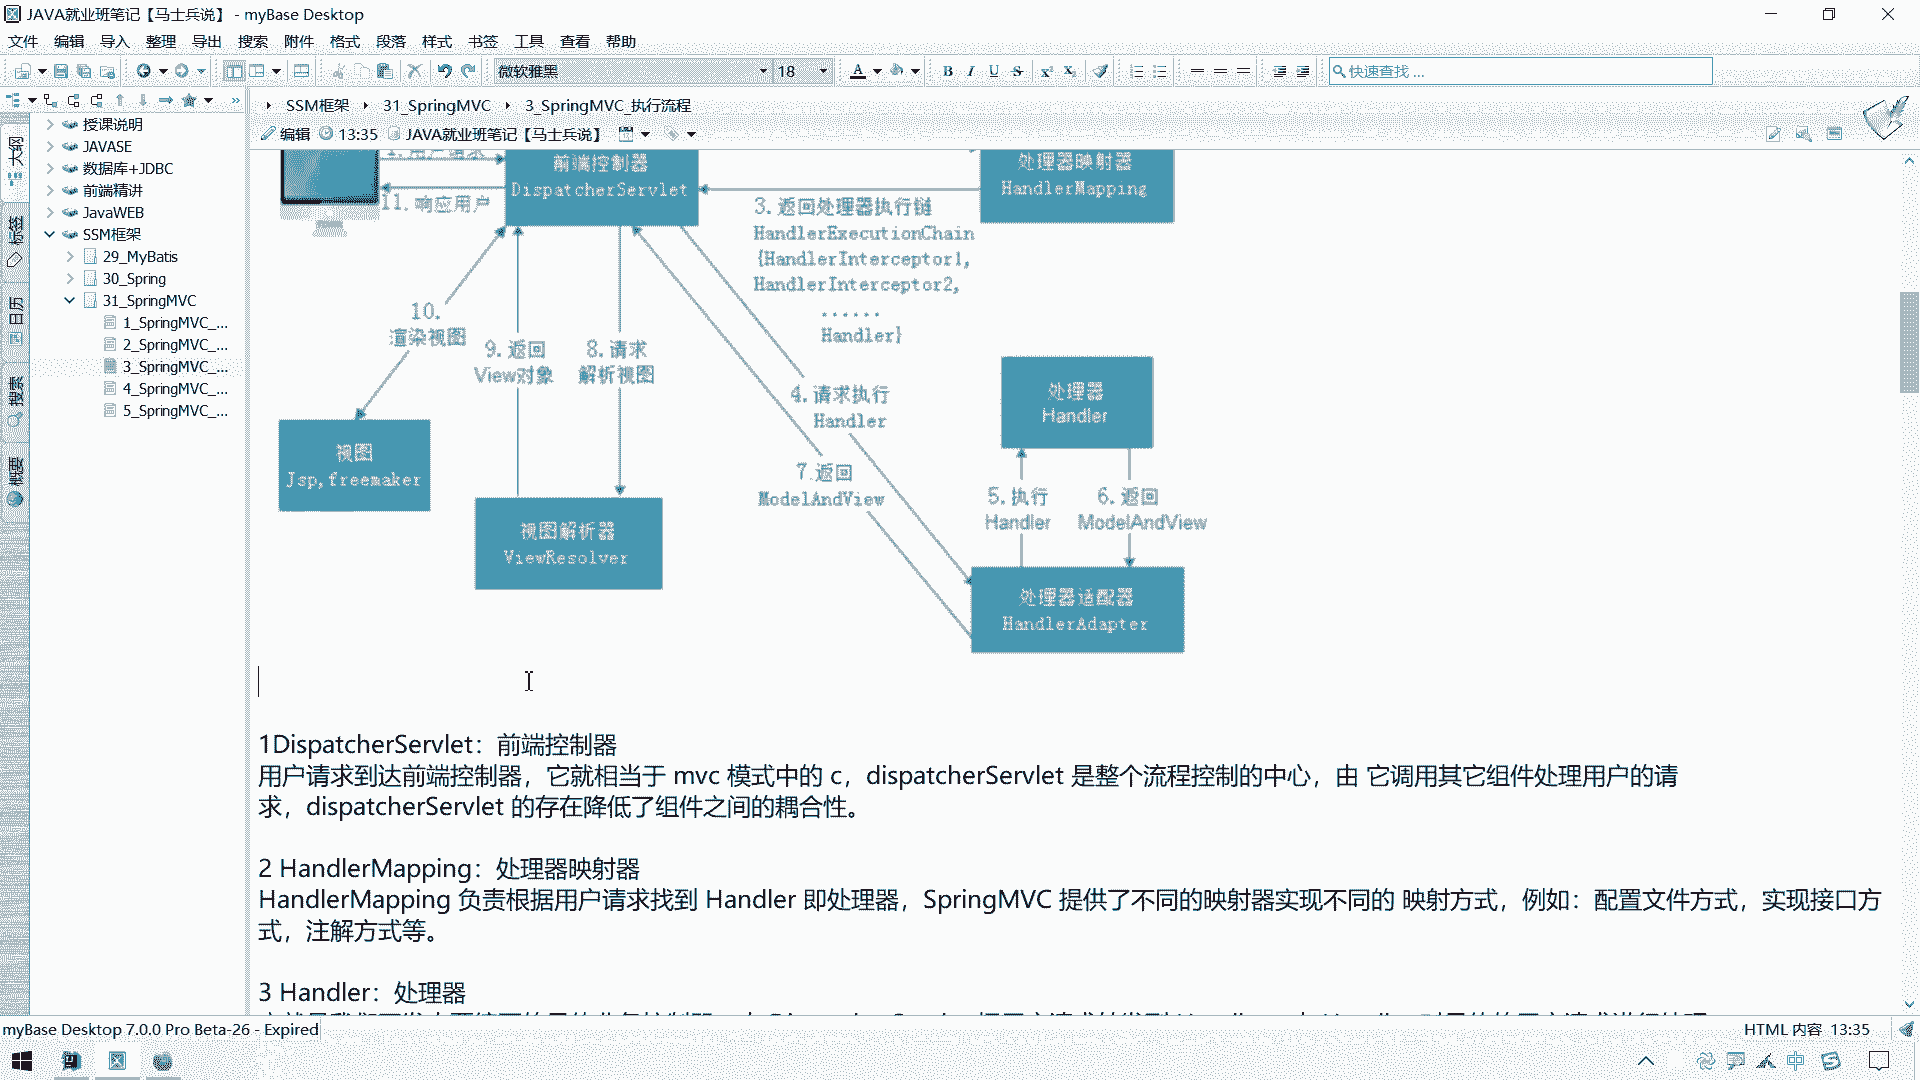 JAVA就业班笔记【马士兵说】 - myBase Desktop
文件 编辑 导入 整理 导出 搜索 附件 格式 段落 样式 书签 工具 查看 帮助
微软雅黑 18 快速查找 ...
SSM框架 31_SpringMVC 3_SpringMVC_执行流程
编辑 13:35 JAVA就业班笔记【马士兵说】
大纲
标签
日历
搜索
概要
授课说明
JAVASE
数据库+JDBC
前端精讲
JavaWEB
SSM框架
29_MyBatis
30_Spring
31_SpringMVC
1_SpringMVC_...
2_SpringMVC_...
3_SpringMVC_...
4_SpringMVC_...
5_SpringMVC_...
前端控制器
DispatcherServlet
处理器映射器
HandlerMapping
11. 响应用户
3. 返回处理器执行链
HandlerExecutionChain
{HandlerInterceptor1,
HandlerInterceptor2,
......
Handler}
10.
渲染视图
9. 返回
View对象
8. 请求
解析视图
4. 请求执行
Handler
处理器
Handler
视图
Jsp,freemaker
7.返回
ModelAndView
5. 执行
Handler
6. 返回
ModelAndView
视图解析器
ViewResolver
处理器适配器
HandlerAdapter
1DispatcherServlet：前端控制器
用户请求到达前端控制器，它就相当于 mvc 模式中的 c，dispatcherServlet 是整个流程控制的中心，由 它调用其它组件处理用户的请
求，dispatcherServlet 的存在降低了组件之间的耦合性。
2 HandlerMapping：处理器映射器
HandlerMapping 负责根据用户请求找到 Handler 即处理器，SpringMVC 提供了不同的映射器实现不同的 映射方式，例如：配置文件方式，实现接口方
式，注解方式等。
3 Handler：处理器
myBase Desktop 7.0.0 Pro Beta-26 - Expired
HTML 内容 13:35
中